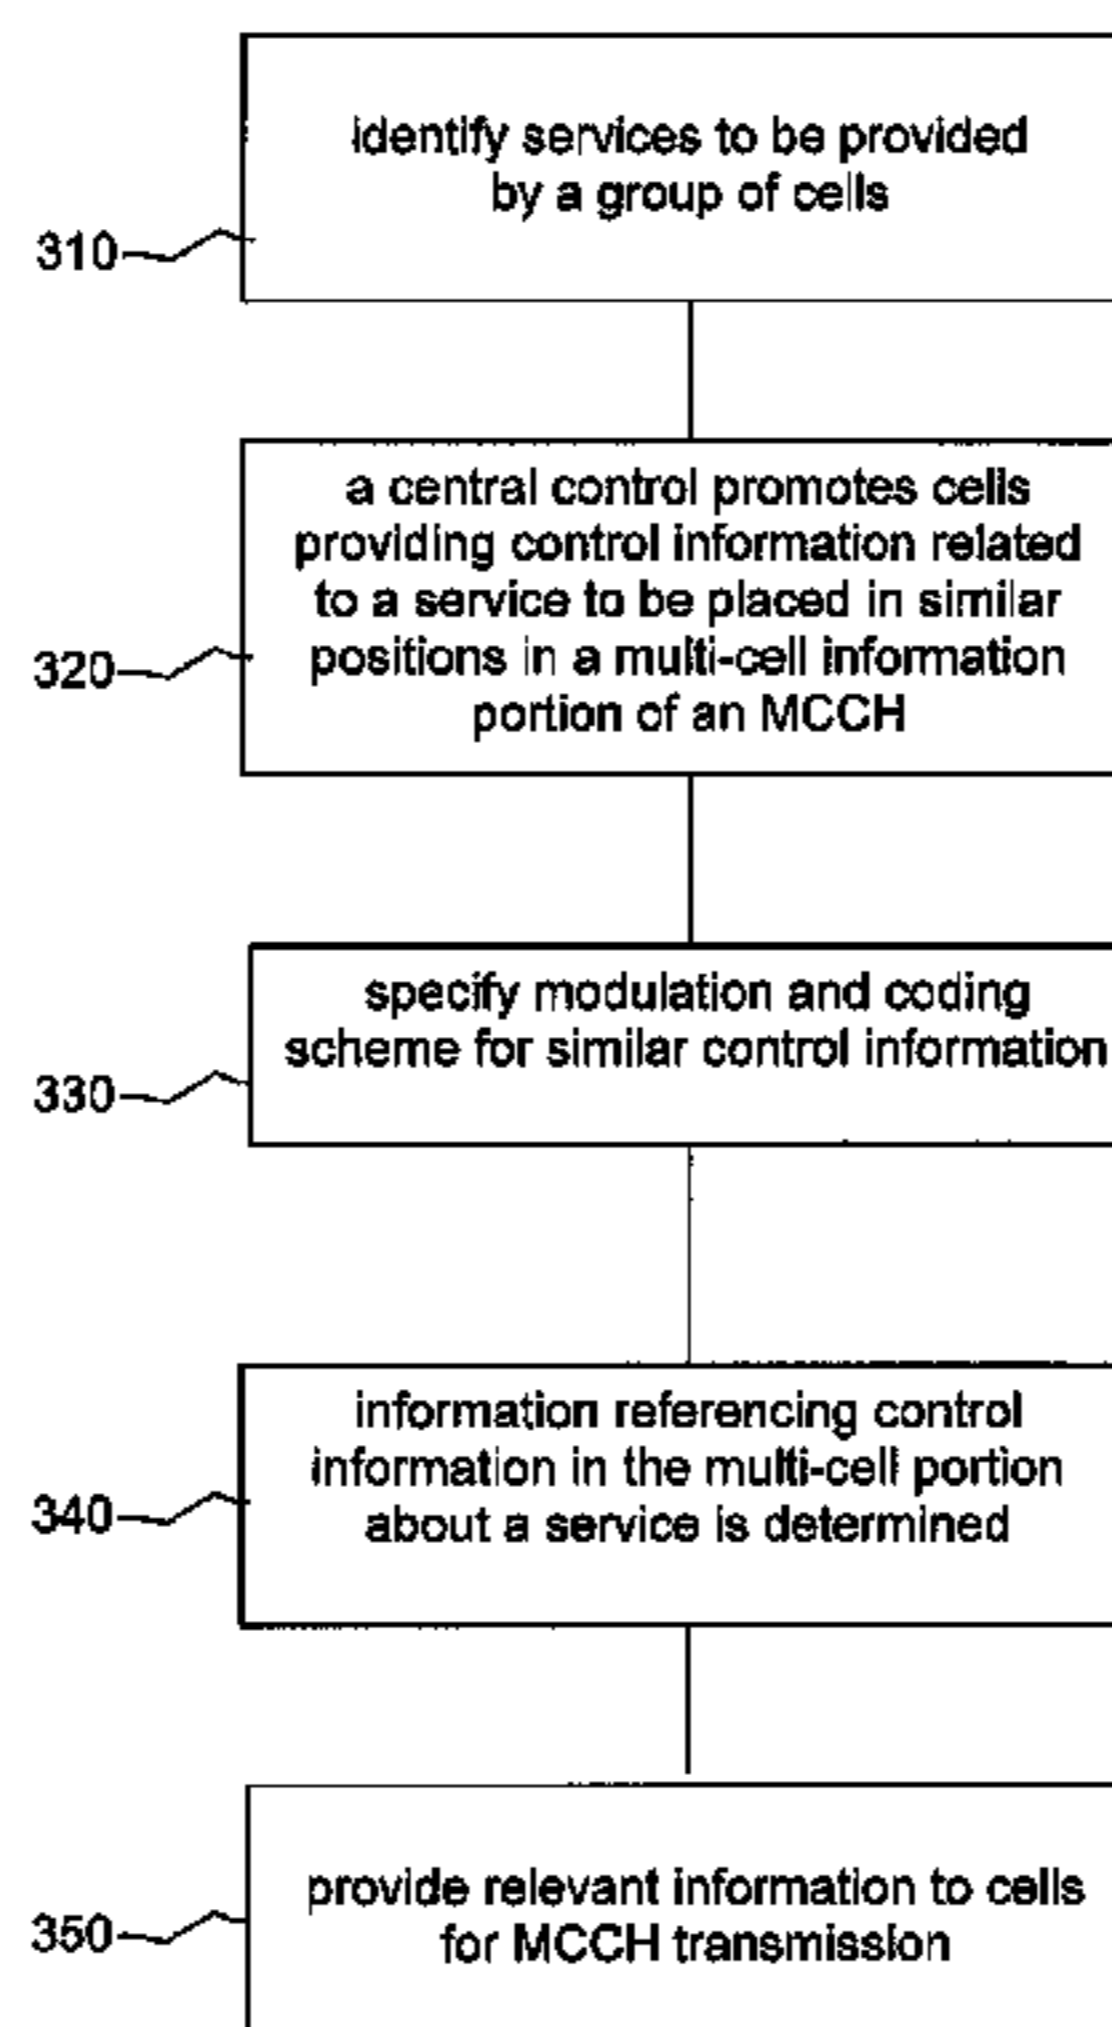 identify services to be provided
by a group of cells
310
a central control promotes cells
providing control information related
to a service to be placed in similar
positions in a multi-cell information
portion of an MCCH
320
specify modulation and coding
scheme for similar control information
330
information referencing control
information in the multi-cell portion
about a service is determined
340
provide relevant information to cells
for MCCH transmission
350